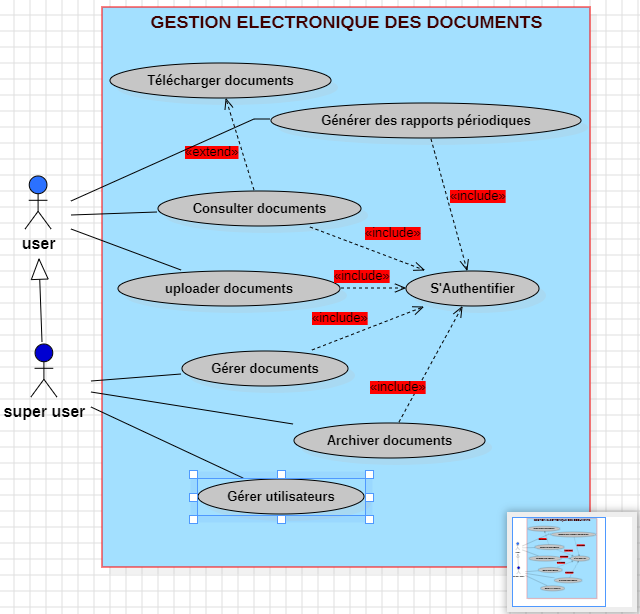 GESTION ELECTRONIQUE DES DOCUMENTS
Télécharger documents
Générer des rapports périodiques
«extend»
«include»
Consulter documents
«include»
user
«include»
uploader documents
S'Authentifier
«include»
Gérer documents
«include»
super user
Archiver documents
Gérer utilisateurs